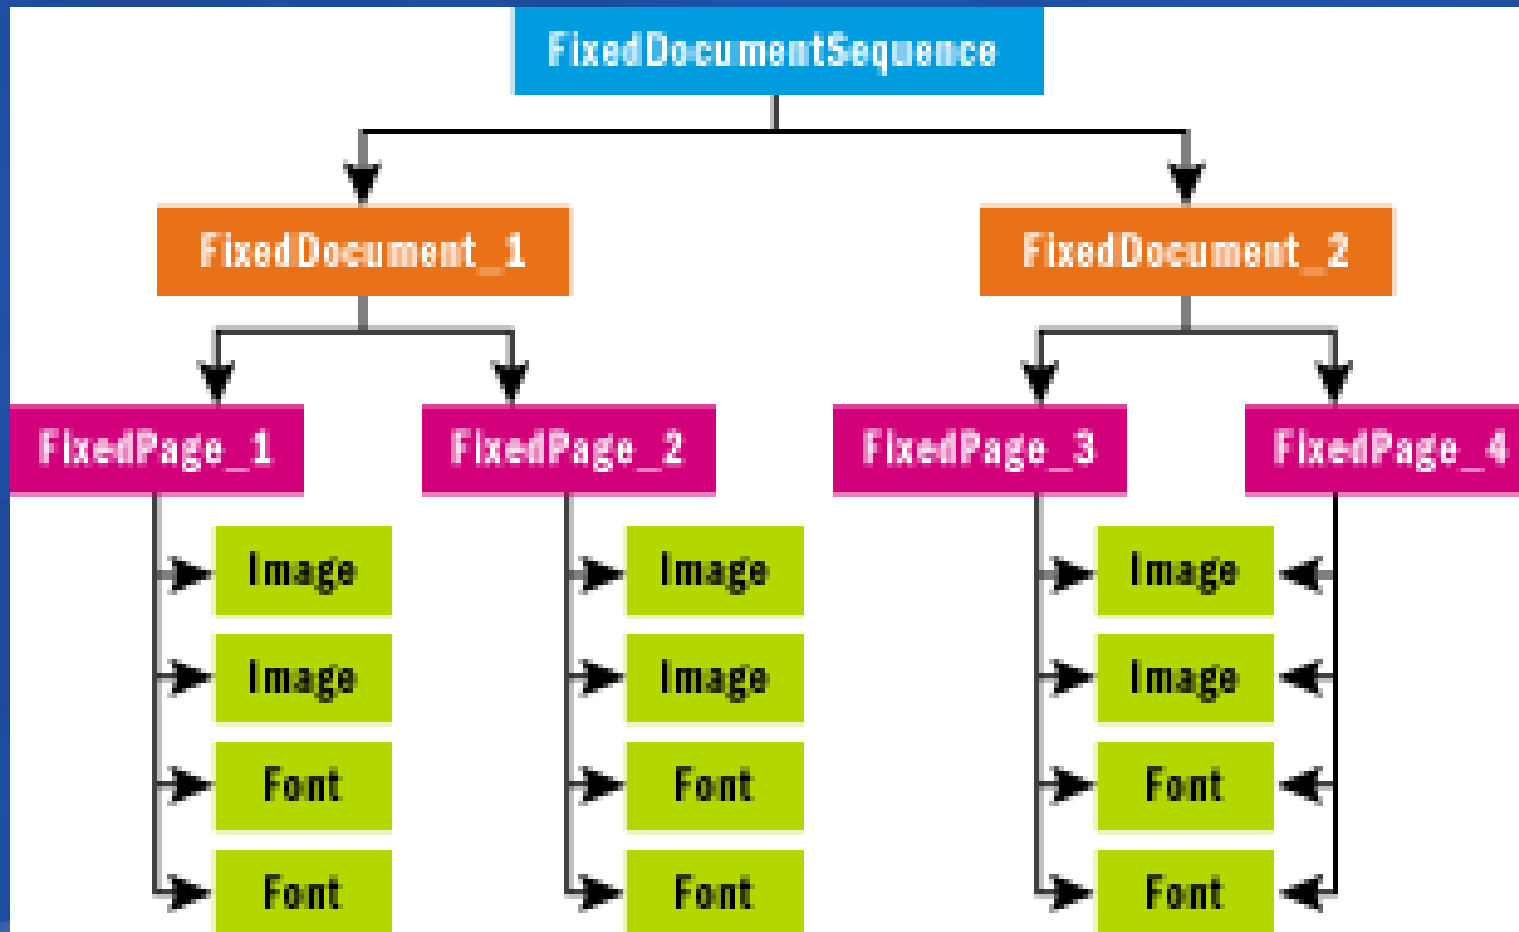 FixedDocumentSequence
FixedDocument_1 FixedDocument_2
FixedPage_1 FixedPage_2 FixedPage_3 FixedPage_4
Image Image Image
Image Image Image
Font Font Font
Font Font Font